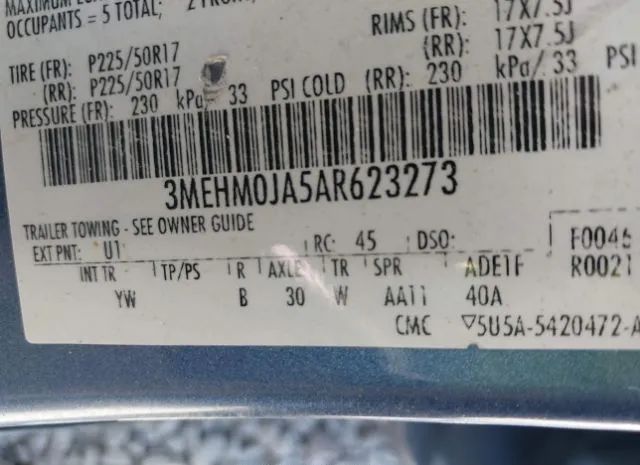 OCCUPANTS = 5 TOTAL;
RIMS (FR): 17X7.5J
(RR): 17X7.5J
TIRE (FR): P225/50R17
(RR): P225/50R17
PRESSURE (FR): 230 kPa/ 33 PSI COLD (RR): 230 kPa/ 33 PSI
3MEHM0JA5AR623273
TRAILER TOWING - SEE OWNER GUIDE
EXT PNT: U1 RC: 45 DSO: F0046
INT TR TP/PS R AXLE TR SPR ADE1F R0021
YW B 30 W AA11 40A
CMC ▽5U5A-5420472-A